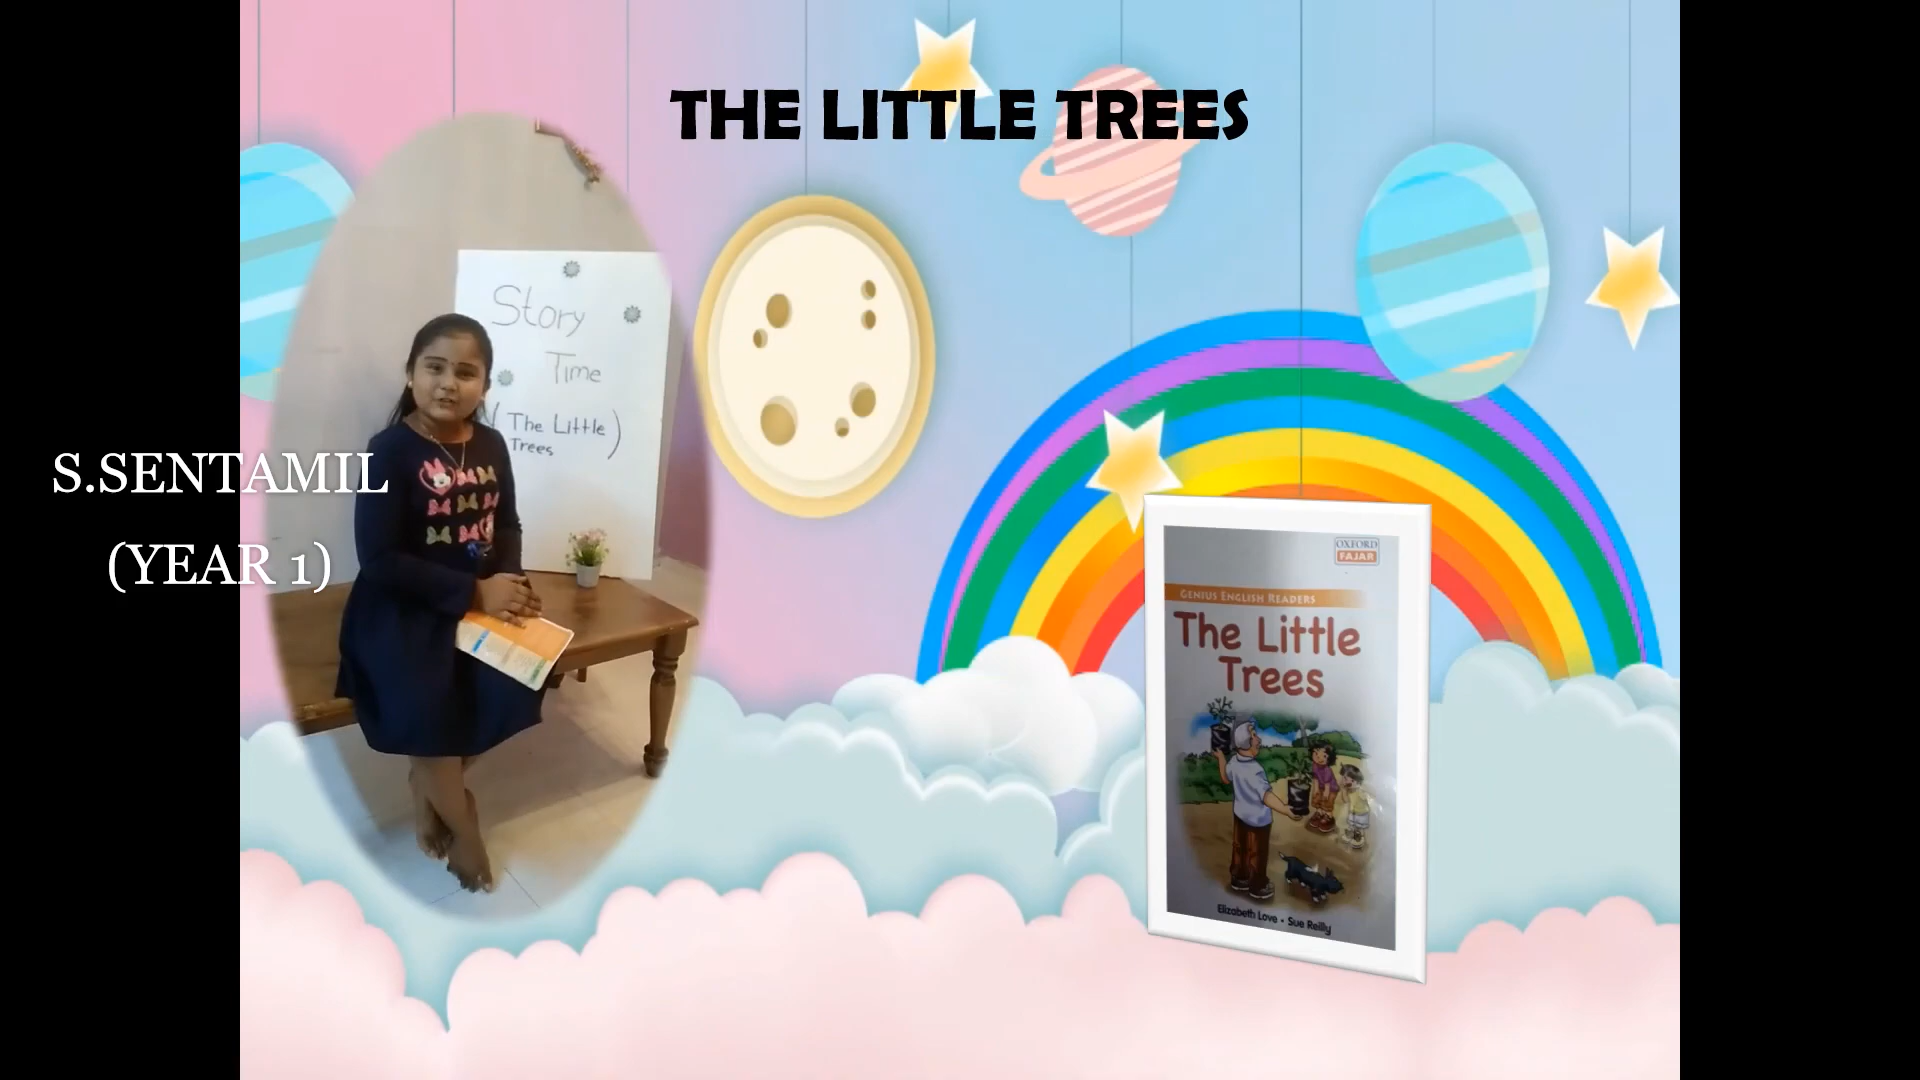 THE LITTLE TREES
Story
Time
(The Little)
Trees
S.SENTAMIL
(YEAR 1)
OXFORD
FAJAR
GENIUS ENGLISH READERS
The Little
Trees
Elizabeth Love • Sue Reilly